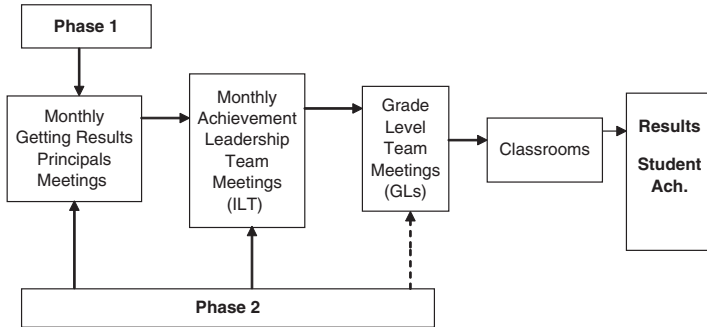 Phase 1
Monthly
Getting Results
Principals
Meetings
Monthly
Achievement
Leadership
Team
Meetings
(ILT)
Grade
Level
Team
Meetings
(GLs)
Classrooms
Results
Student
Ach.
Phase 2